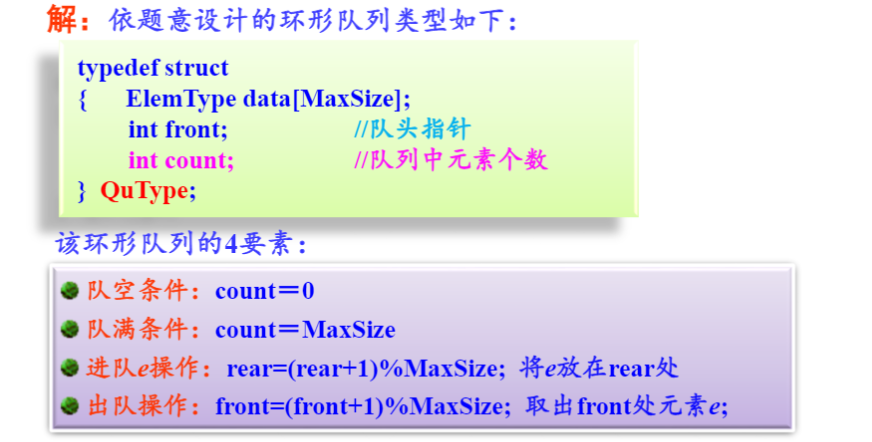 解：依题意设计的环形队列类型如下：
typedef struct
{ ElemType data[MaxSize];
int front; //队头指针
int count; //队列中元素个数
} QuType;
该环形队列的4要素：
队空条件：count＝0
队满条件：count＝MaxSize
进队e操作：rear=(rear+1)%MaxSize; 将e放在rear处
出队操作：front=(front+1)%MaxSize; 取出front处元素e;